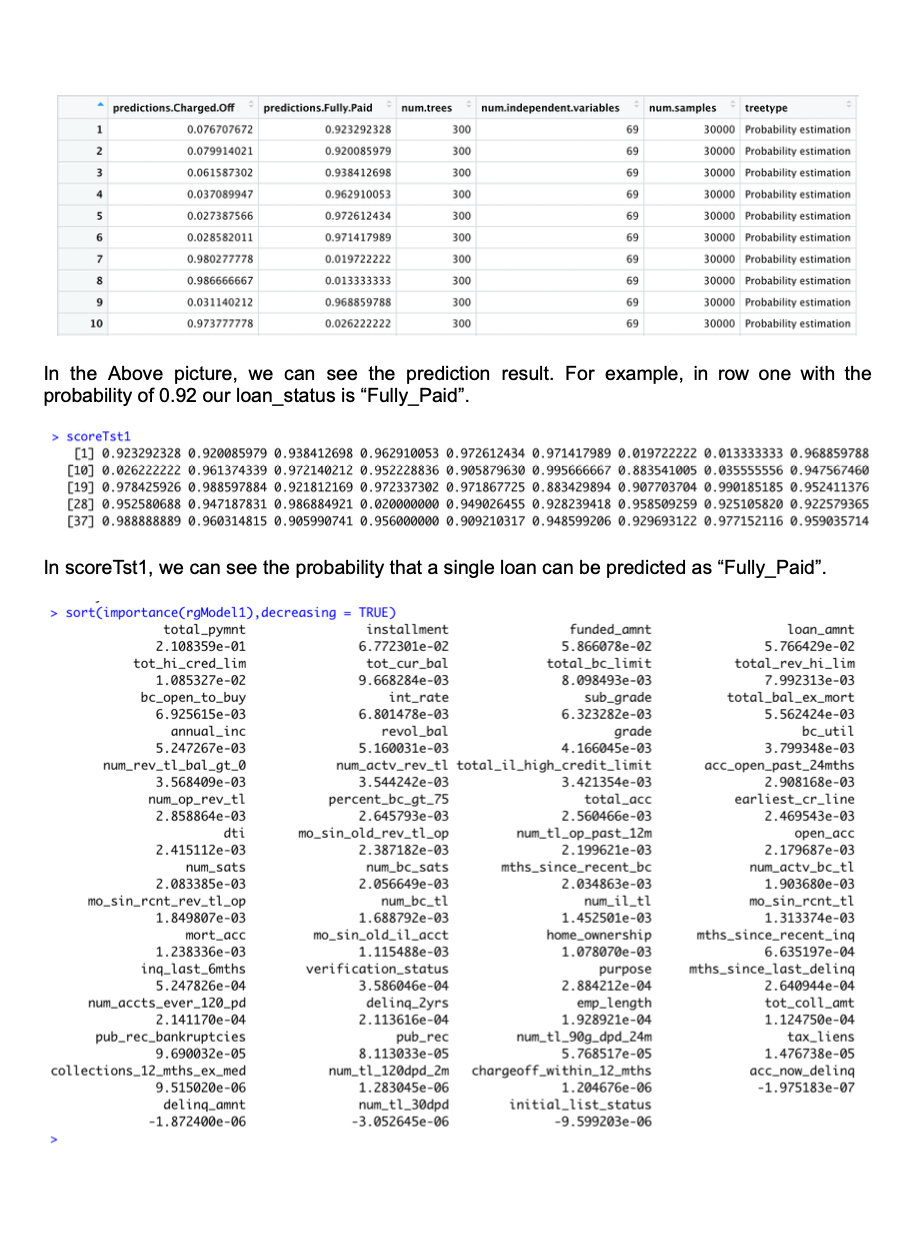 predictions.Charged.Off predictions.Fully.Paid num.trees num.independent.variables num.samples treetype
1 0.076707672 0.923292328 300 69 30000 Probability estimation
2 0.079914021 0.920085979 300 69 30000 Probability estimation
3 0.061587302 0.938412698 300 69 30000 Probability estimation
4 0.037089947 0.962910053 300 69 30000 Probability estimation
5 0.027387566 0.972612434 300 69 30000 Probability estimation
6 0.028582011 0.971417989 300 69 30000 Probability estimation
7 0.980277778 0.019722222 300 69 30000 Probability estimation
8 0.986666667 0.013333333 300 69 30000 Probability estimation
9 0.031140212 0.968859788 300 69 30000 Probability estimation
10 0.973777778 0.026222222 300 69 30000 Probability estimation
In the Above picture, we can see the prediction result. For example, in row one with the
probability of 0.92 our loan_status is “Fully_Paid”.
> scoreTst1
[1] 0.923292328 0.920085979 0.938412698 0.962910053 0.972612434 0.971417989 0.019722222 0.013333333 0.968859788
[10] 0.026222222 0.961374339 0.972140212 0.952228836 0.905879630 0.995666667 0.883541005 0.035555556 0.947567460
[19] 0.978425926 0.988597884 0.921812169 0.972337302 0.971867725 0.883429894 0.907703704 0.990185185 0.952411376
[28] 0.952580688 0.947187831 0.986884921 0.020000000 0.949026455 0.928239418 0.958509259 0.925105820 0.922579365
[37] 0.988888889 0.960314815 0.905990741 0.956000000 0.909210317 0.948599206 0.929693122 0.977152116 0.959035714
In scoreTst1, we can see the probability that a single loan can be predicted as “Fully_Paid”.
> sort(importance(rgModel1),decreasing = TRUE)
total_pymnt installment funded_amnt loan_amnt
2.108359e-01 6.772301e-02 5.866078e-02 5.766429e-02
tot_hi_cred_lim tot_cur_bal total_bc_limit total_rev_hi_lim
1.085327e-02 9.668284e-03 8.098493e-03 7.992313e-03
bc_open_to_buy int_rate sub_grade total_bal_ex_mort
6.925615e-03 6.801478e-03 6.323282e-03 5.562424e-03
annual_inc revol_bal grade bc_util
5.247267e-03 5.160031e-03 4.166045e-03 3.799348e-03
num_rev_tl_bal_gt_0 num_actv_rev_tl total_il_high_credit_limit acc_open_past_24mths
3.568409e-03 3.544242e-03 3.421354e-03 2.908168e-03
num_op_rev_tl percent_bc_gt_75 total_acc earliest_cr_line
2.858864e-03 2.645793e-03 2.560466e-03 2.469543e-03
dti mo_sin_old_rev_tl_op num_tl_op_past_12m open_acc
2.415112e-03 2.387182e-03 2.199621e-03 2.179687e-03
num_sats num_bc_sats mths_since_recent_bc num_actv_bc_tl
2.083385e-03 2.056649e-03 2.034863e-03 1.903680e-03
mo_sin_rcnt_rev_tl_op num_bc_tl num_il_tl mo_sin_rcnt_tl
1.849807e-03 1.688792e-03 1.452501e-03 1.313374e-03
mort_acc mo_sin_old_il_acct home_ownership mths_since_recent_inq
1.238336e-03 1.115488e-03 1.078070e-03 6.635197e-04
inq_last_6mths verification_status purpose mths_since_last_delinq
5.247826e-04 3.586046e-04 2.884212e-04 2.640944e-04
num_accts_ever_120_pd delinq_2yrs emp_length tot_coll_amt
2.141170e-04 2.113616e-04 1.928921e-04 1.124750e-04
pub_rec_bankruptcies pub_rec num_tl_90g_dpd_24m tax_liens
9.690032e-05 8.113033e-05 5.768517e-05 1.476738e-05
collections_12_mths_ex_med num_tl_120dpd_2m chargeoff_within_12_mths acc_now_delinq
9.515020e-06 1.283045e-06 1.204676e-06 -1.975183e-07
delinq_amnt num_tl_30dpd initial_list_status
-1.872400e-06 -3.052645e-06 -9.599203e-06
>